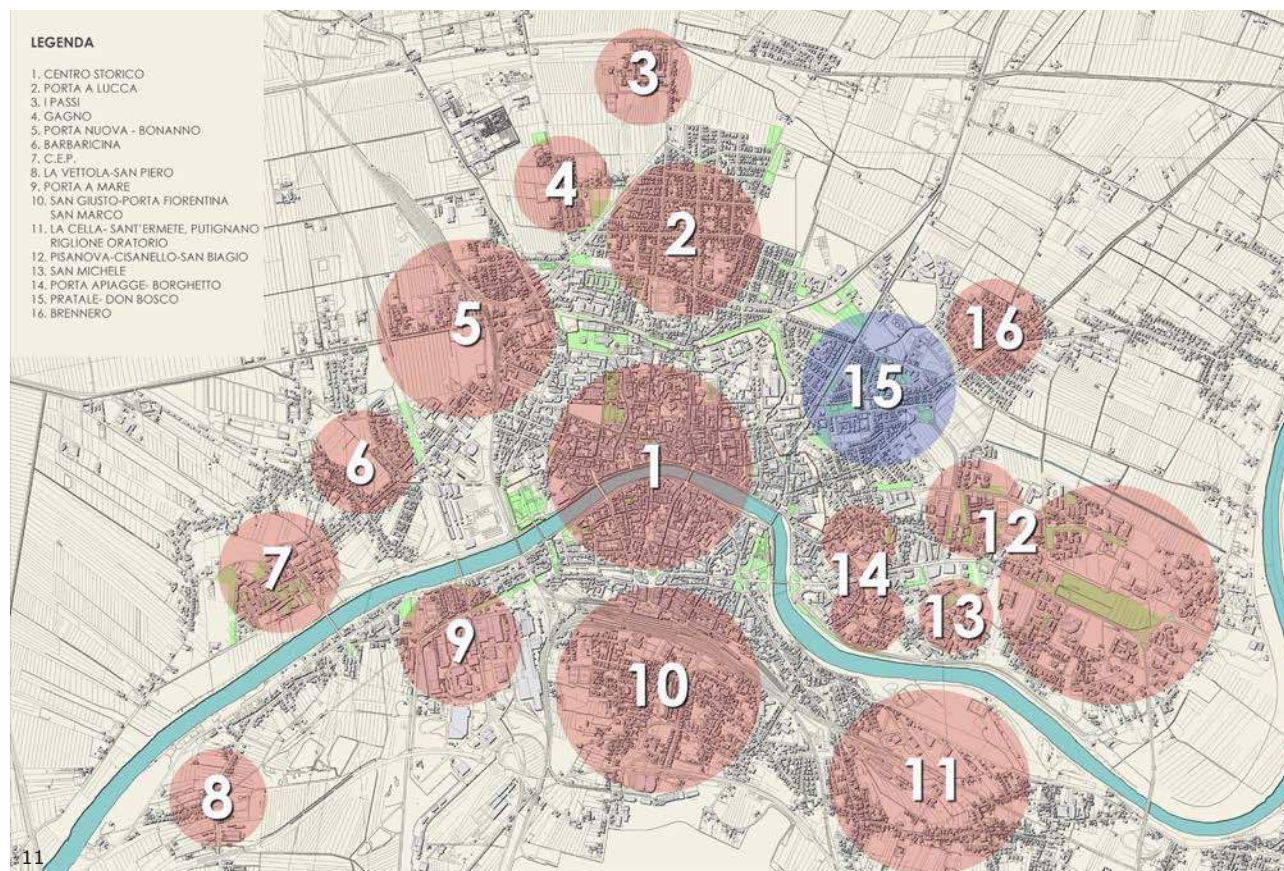 LEGENDA
1. CENTRO STORICO
2. PORTA A LUCCA
3. I PASSI
4. GAGNO
5. PORTA NUOVA - BONANNO
6. BARBARICINA
7. C.E.P.
8. LA VETTOLA-SAN PIERO
9. PORTA A MARE
10. SAN GIUSTO-PORTA FIORENTINA
SAN MARCO
11. LA CELLA- SANT'ERMETE, PUTIGNANO
RIGLIONE ORATORIO
12. PISANOVA-CISANELLO-SAN BIAGIO
13. SAN MICHELE
14. PORTA APIAGGE- BORGHETTO
15. PRATALE- DON BOSCO
16. BRENNERO
3
4
2
5
16
15
6
1
12
7
14
13
9
10
11
8
11